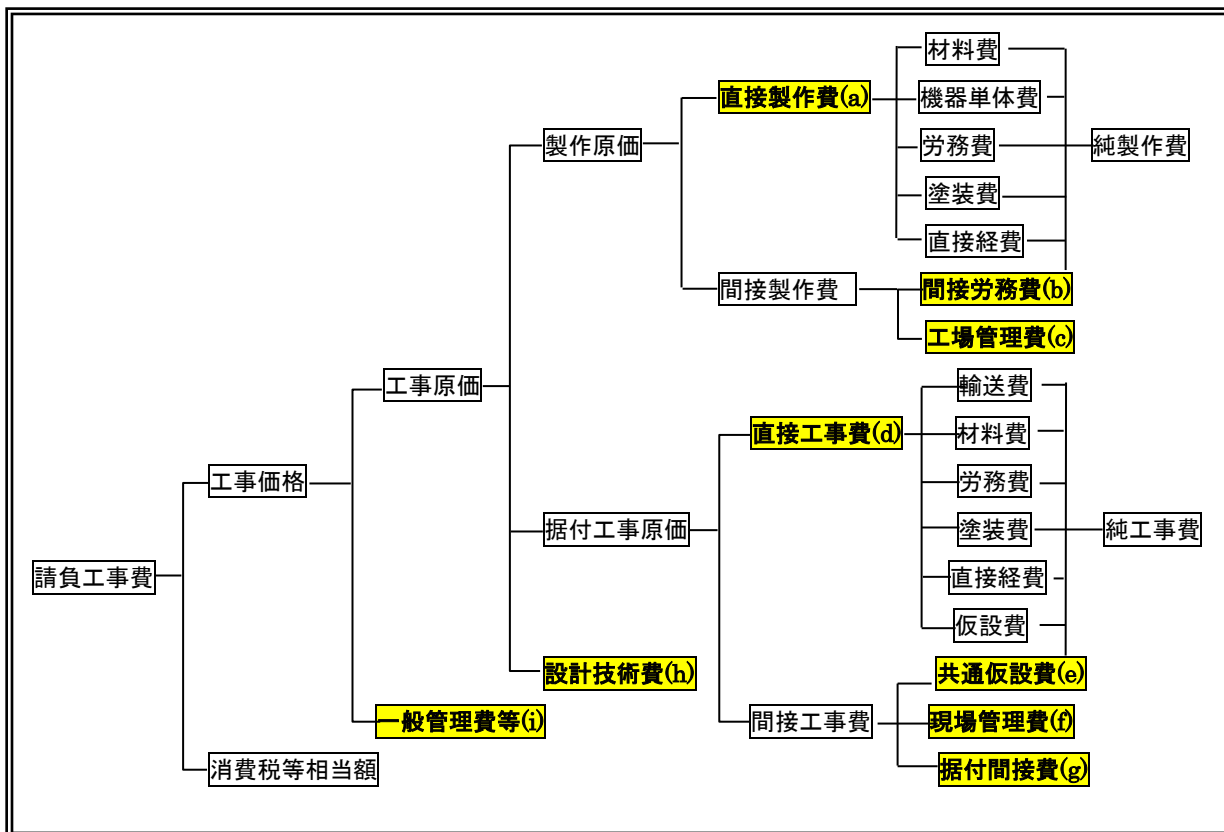 材料費
直接製作費(a)
機器単体費
製作原価
労務費
純製作費
塗装費
直接経費
間接製作費
間接労務費(b)
工場管理費(c)
工事原価
輸送費
直接工事費(d)
材料費
工事価格
労務費
据付工事原価
塗装費
純工事費
請負工事費
直接経費
仮設費
設計技術費(h)
共通仮設費(e)
一般管理費等(i)
間接工事費
現場管理費(f)
消費税等相当額
据付間接費(g)